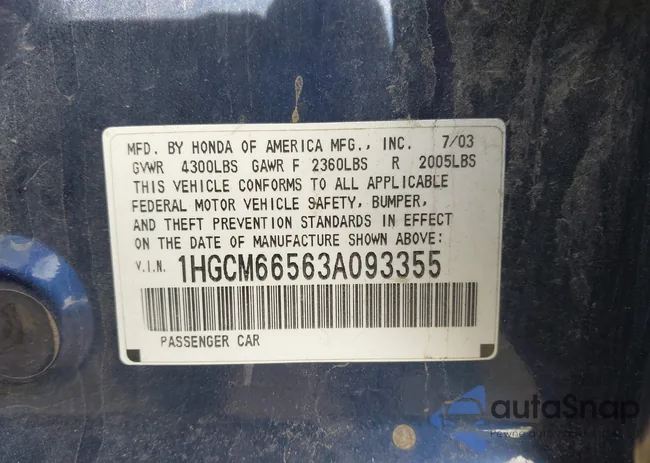 MFD. BY HONDA OF AMERICA MFG., INC. 7/03
GVWR 4300LBS GAWR F 2360LBS R 2005LBS
THIS VEHICLE CONFORMS TO ALL APPLICABLE
FEDERAL MOTOR VEHICLE SAFETY, BUMPER,
AND THEFT PREVENTION STANDARDS IN EFFECT
ON THE DATE OF MANUFACTURE SHOWN ABOVE:
V.I.N. 1HGCM66563A093355
PASSENGER CAR
autaSnap